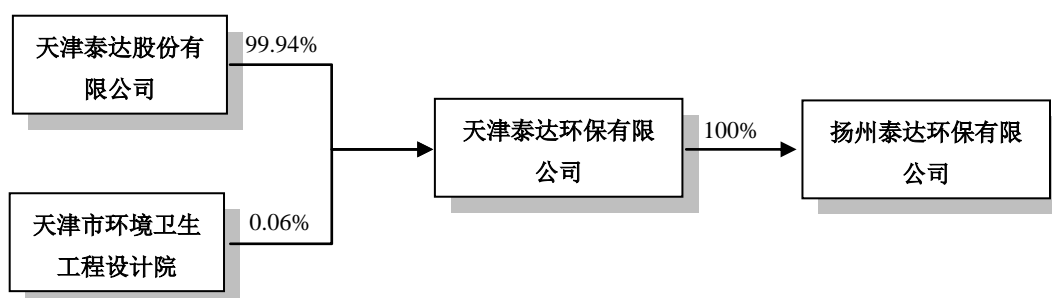 天津泰达股份有
限公司
99.94%
天津市环境卫生
工程设计院
0.06%
天津泰达环保有限
公司
100%
扬州泰达环保有限
公司